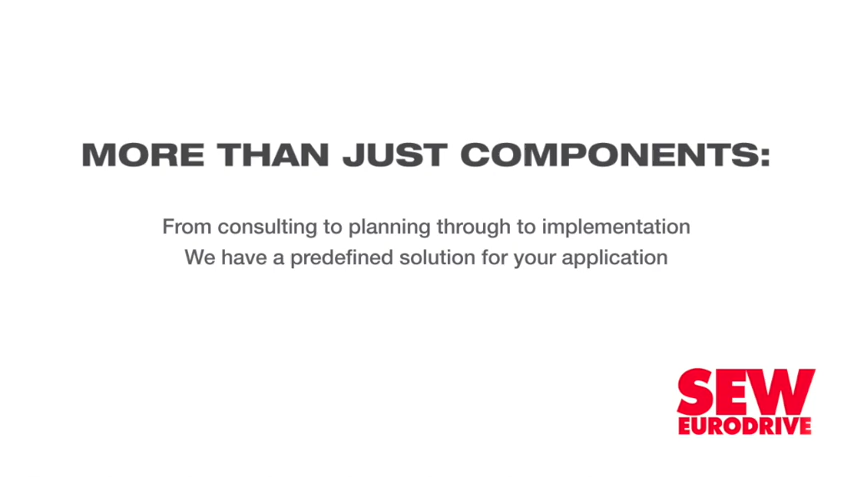 MORE THAN JUST COMPONENTS:
From consulting to planning through to implementation
We have a predefined solution for your application
SEW
EURODRIVE